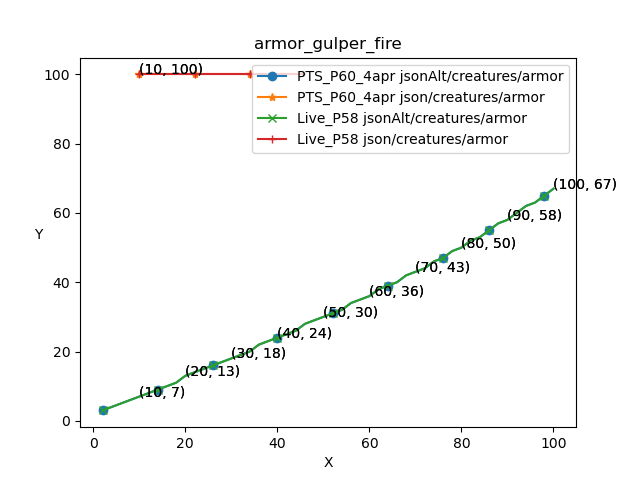 armor_gulper_fire
(10, 100)
PTS_P60_4apr jsonAlt/creatures/armor
PTS_P60_4apr json/creatures/armor
Live_P58 jsonAlt/creatures/armor
Live_P58 json/creatures/armor
100
80
60
40
20
0
Y
(100, 67)
(90, 58)
(80, 50)
(70, 43)
(60, 36)
(50, 30)
(40, 24)
(30, 18)
(20, 13)
(10, 7)
0 20 40 60 80 100
X